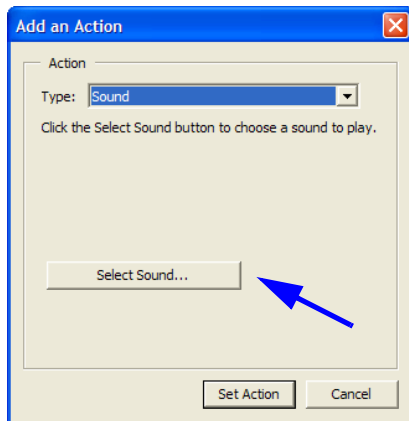 Add an Action
Action
Type: Sound
Click the Select Sound button to choose a sound to play.
Select Sound...
Set Action Cancel